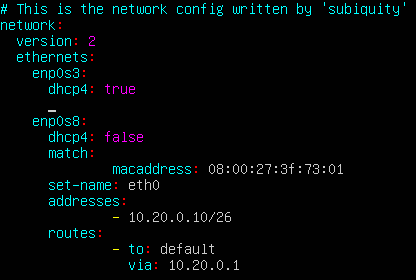 # This is the network config written by 'subiquity'
network:
  version: 2
  ethernets:
    enp0s3:
      dhcp4: true
      _
    enp0s8:
      dhcp4: false
      match:
              macaddress: 08:00:27:3f:73:01
      set-name: eth0
      addresses:
              - 10.20.0.10/26
      routes:
              - to: default
                via: 10.20.0.1